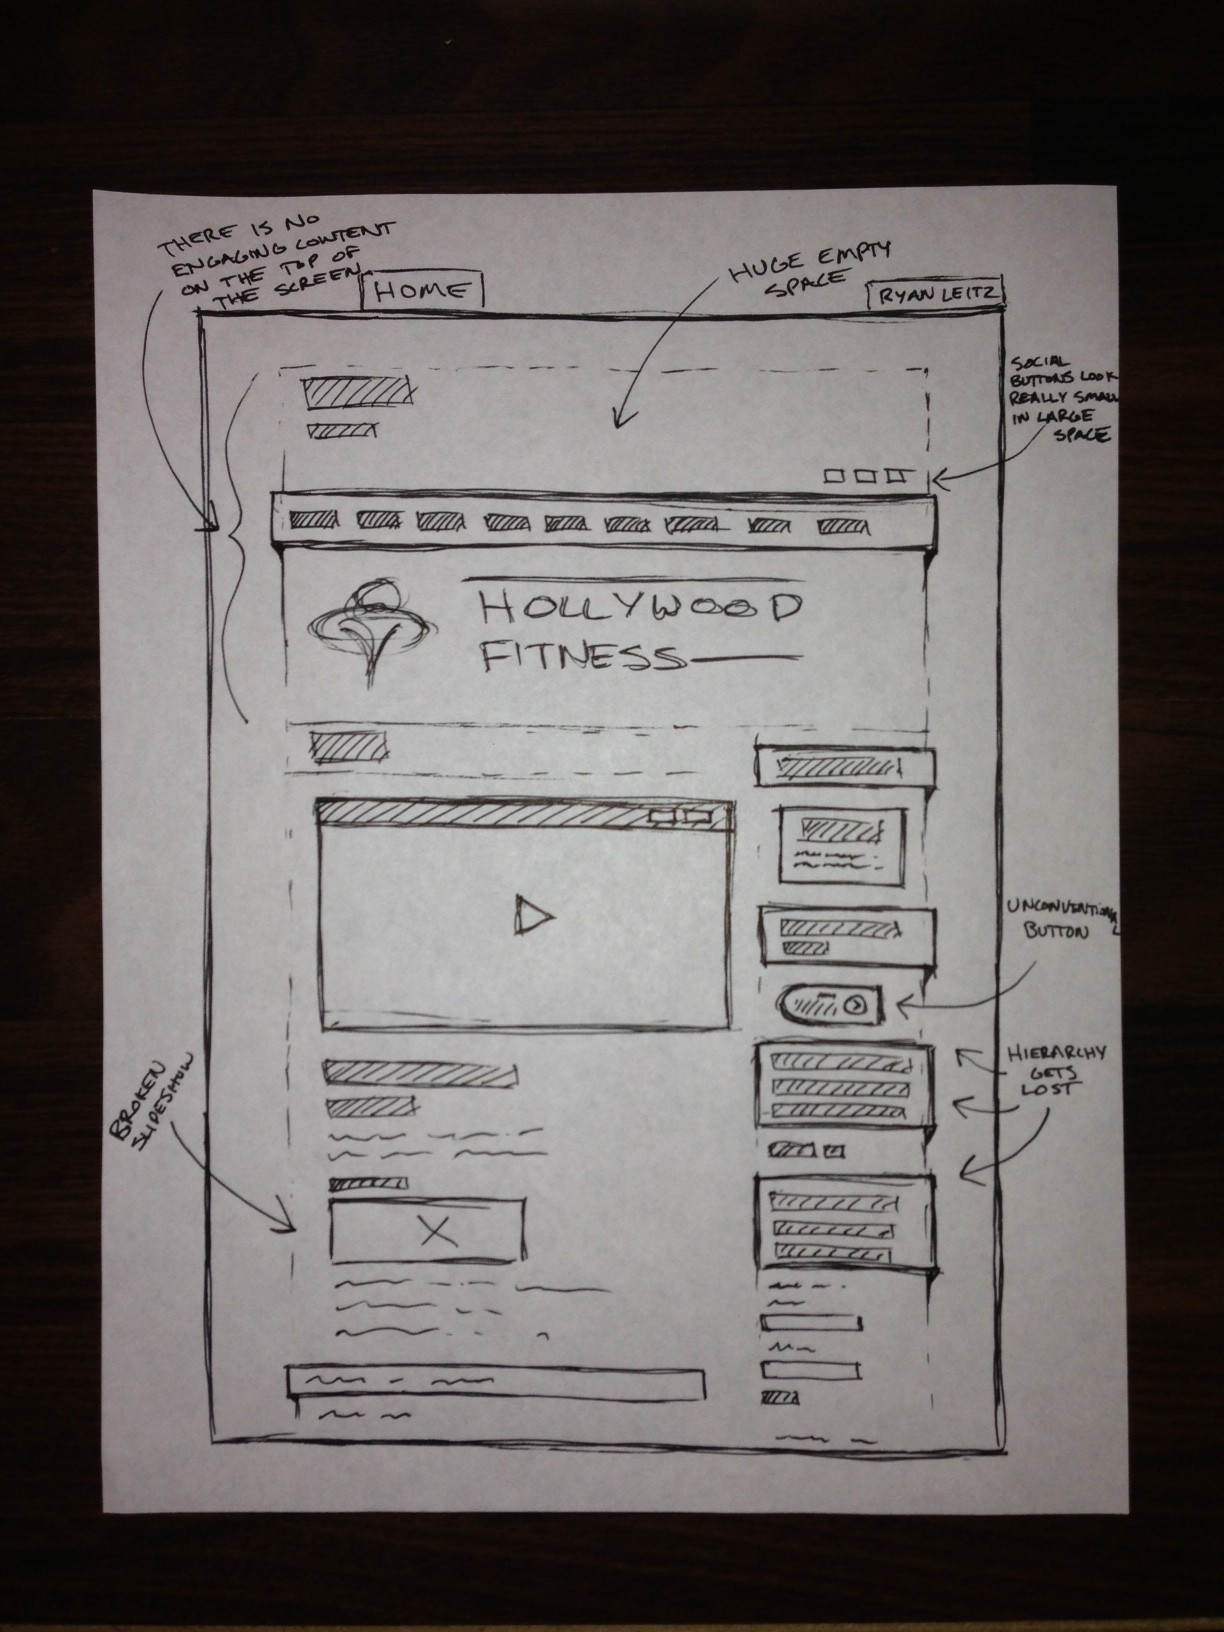 THERE IS NO
ENGAGING CONTENT
ON THE TOP OF
THE SCREEN
HOME
HUGE EMPTY
SPACE
RYAN LEITZ
SOCIAL
BUTTONS LOOK
REALLY SMALL
IN LARGE
SPACE
HOLLYWOOD
FITNESS
UNCONVENTIONAL
BUTTON
HIERARCHY
GETS
LOST
BROKEN
SLIDESHOW